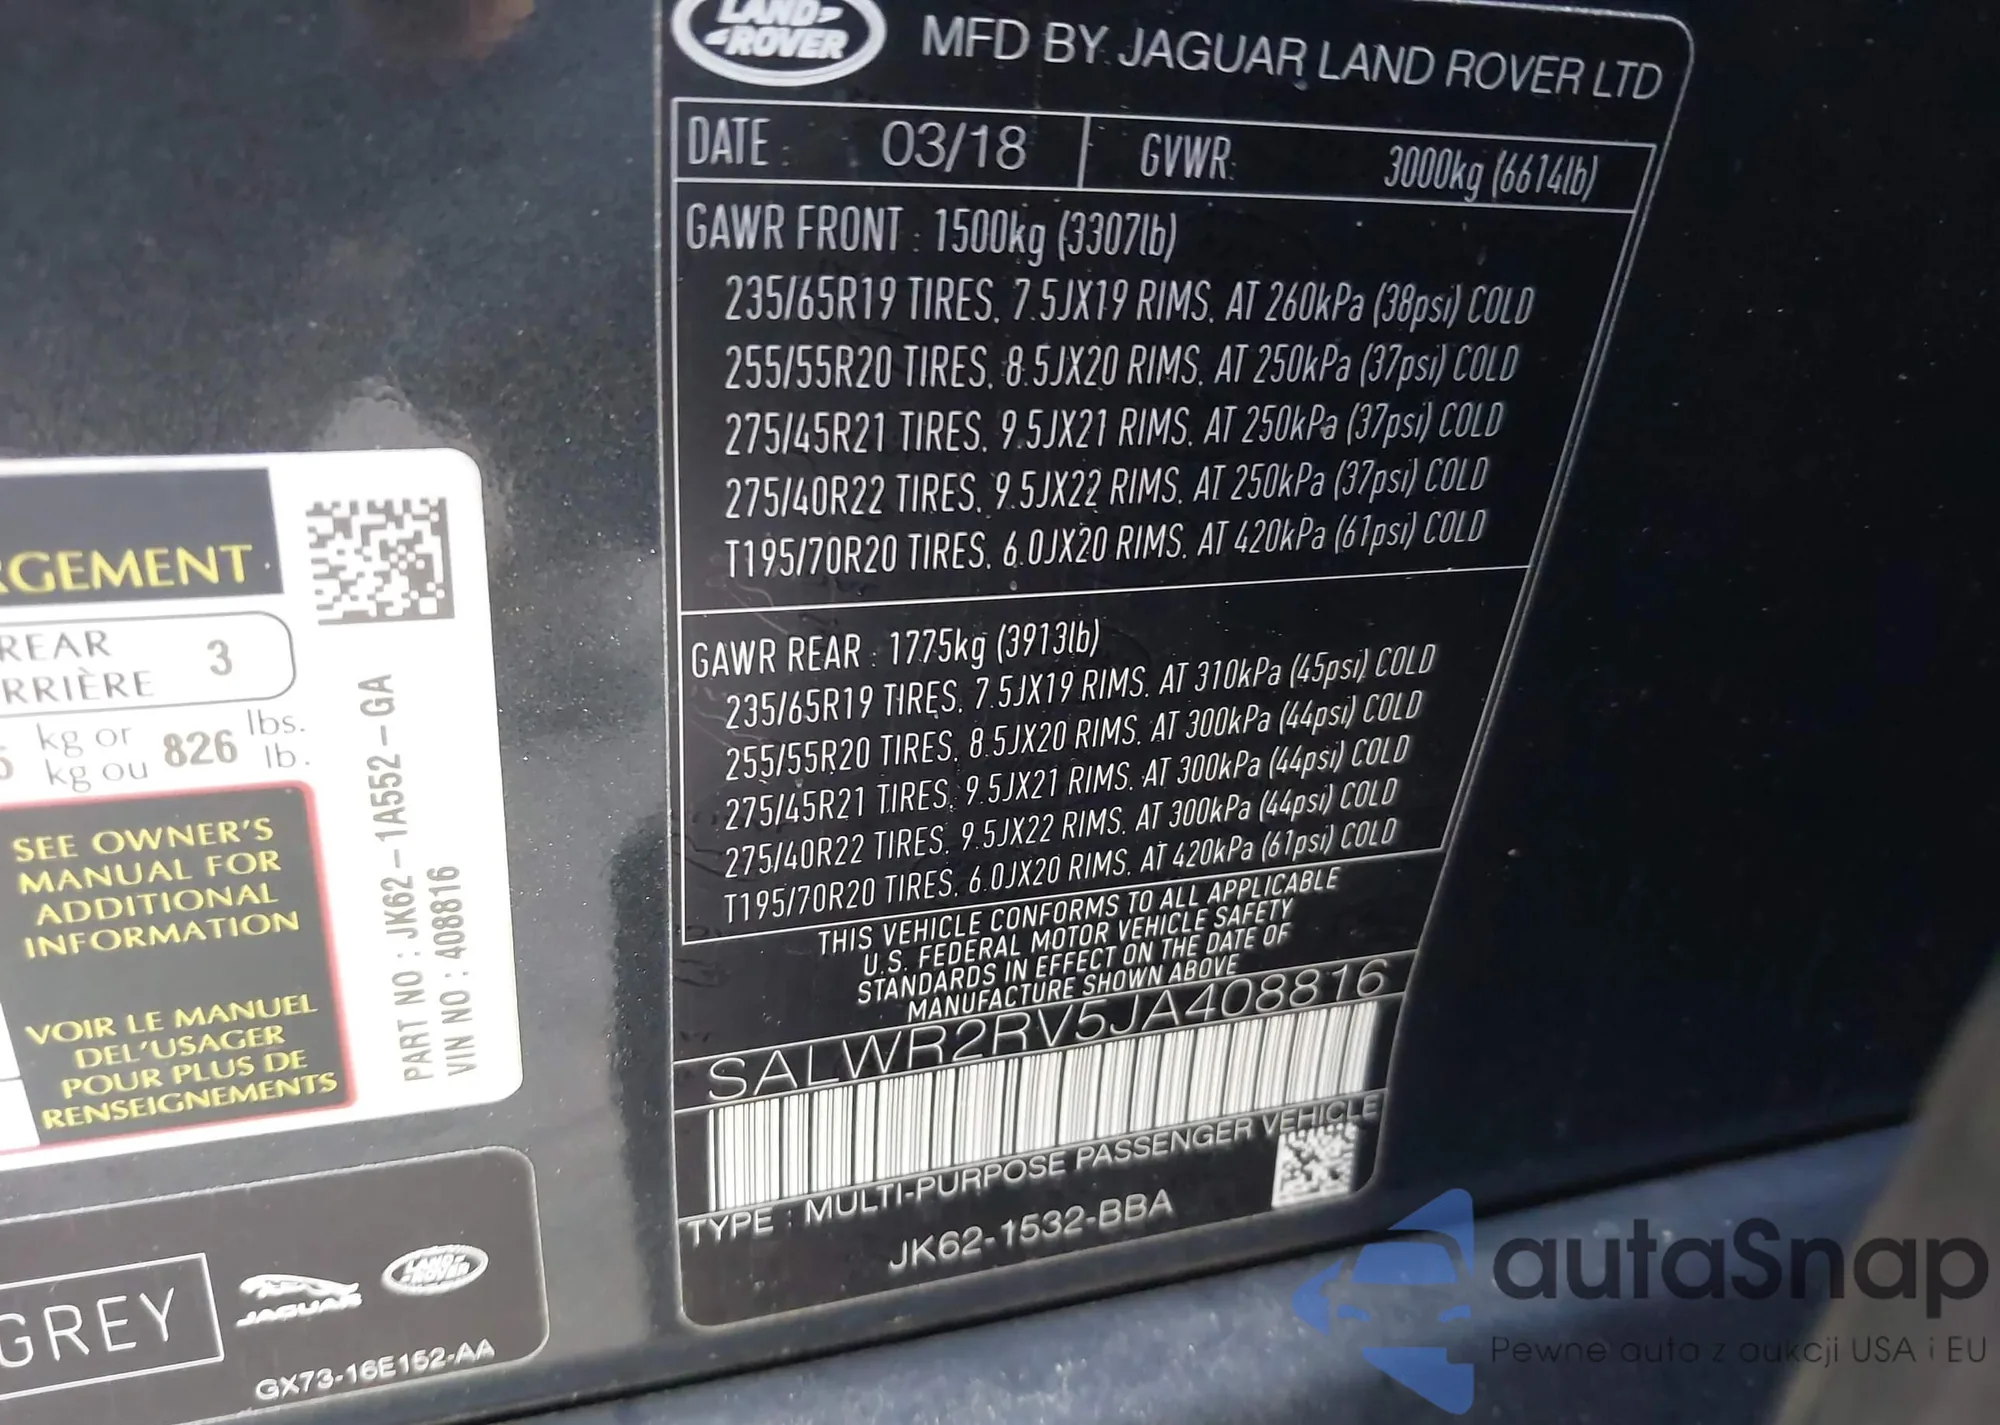 LAND-
-ROVER
MFD BY JAGUAR LAND ROVER LTD
DATE : 03/18 GVWR: 3000kg (6614lb)
GAWR FRONT : 1500kg (3307lb)
235/65R19 TIRES, 7.5JX19 RIMS, AT 260kPa (38psi) COLD
255/55R20 TIRES, 8.5JX20 RIMS, AT 250kPa (37psi) COLD
275/45R21 TIRES, 9.5JX21 RIMS, AT 250kPa (37psi) COLD
275/40R22 TIRES, 9.5JX22 RIMS, AT 250kPa (37psi) COLD
T195/70R20 TIRES, 6.0JX20 RIMS, AT 420kPa (61psi) COLD
GAWR REAR : 1775kg (3913lb)
235/65R19 TIRES, 7.5JX19 RIMS, AT 310kPa (45psi) COLD
255/55R20 TIRES, 8.5JX20 RIMS, AT 300kPa (44psi) COLD
275/45R21 TIRES, 9.5JX21 RIMS, AT 300kPa (44psi) COLD
275/40R22 TIRES, 9.5JX22 RIMS, AT 300kPa (44psi) COLD
T195/70R20 TIRES, 6.0JX20 RIMS, AT 420kPa (61psi) COLD
THIS VEHICLE CONFORMS TO ALL APPLICABLE
U.S. FEDERAL MOTOR VEHICLE SAFETY
STANDARDS IN EFFECT ON THE DATE OF
MANUFACTURE SHOWN ABOVE
SALWR2RV5JA408816
TYPE : MULTI-PURPOSE PASSENGER VEHICLE
JK62-1532-BBA
RGEMENT
REAR
RRIÈRE 3
kg or 826 lbs.
kg ou lb.
SEE OWNER'S
MANUAL FOR
ADDITIONAL
INFORMATION
VOIR LE MANUEL
DEL'USAGER
POUR PLUS DE
RENSEIGNEMENTS
PART NO : JK62-1A552-GA
VIN NO : 408816
GREY
JAGUAR
LAND-
-ROVER
GX73-16E152-AA
autaSnap
Pewne auta z aukcji USA i EU